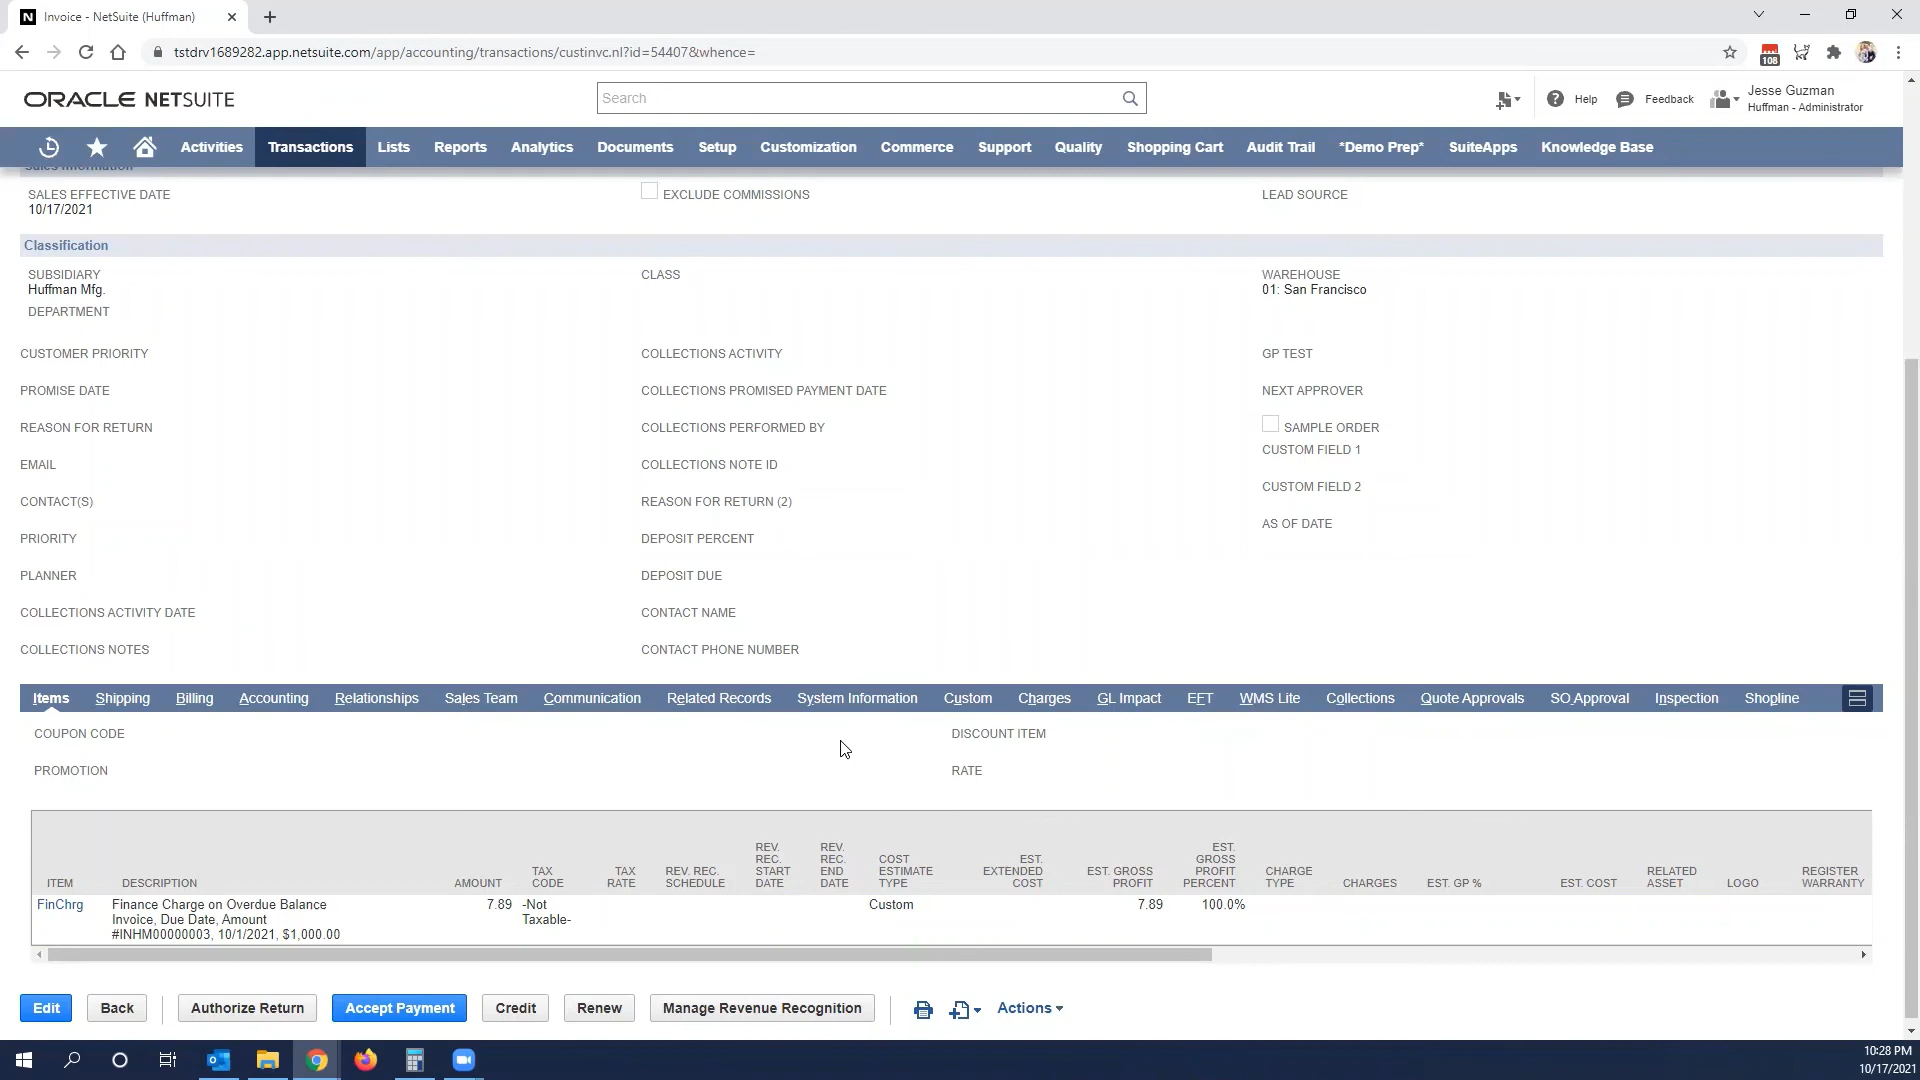 Invoice - NetSuite (Huffman)
tstdrv1689282.app.netsuite.com/app/accounting/transactions/custinvc.nl?id=54407&whence=
108
ORACLE NETSUITE
Search
Help
Feedback
Jesse Guzman
Huffman - Administrator
Activities Transactions Lists Reports Analytics Documents Setup Customization Commerce Support Quality Shopping Cart Audit Trail *Demo Prep* SuiteApps Knowledge Base
Sales Information
SALES EFFECTIVE DATE
10/17/2021
EXCLUDE COMMISSIONS
LEAD SOURCE
Classification
SUBSIDIARY
Huffman Mfg.
DEPARTMENT
CLASS
WAREHOUSE
01: San Francisco
CUSTOMER PRIORITY
PROMISE DATE
REASON FOR RETURN
EMAIL
CONTACT(S)
PRIORITY
PLANNER
COLLECTIONS ACTIVITY DATE
COLLECTIONS NOTES
COLLECTIONS ACTIVITY
COLLECTIONS PROMISED PAYMENT DATE
COLLECTIONS PERFORMED BY
COLLECTIONS NOTE ID
REASON FOR RETURN (2)
DEPOSIT PERCENT
DEPOSIT DUE
CONTACT NAME
CONTACT PHONE NUMBER
GP TEST
NEXT APPROVER
SAMPLE ORDER
CUSTOM FIELD 1
CUSTOM FIELD 2
AS OF DATE
Items Shipping Billing Accounting Relationships Sales Team Communication Related Records System Information Custom Charges GL Impact EFT WMS Lite Collections Quote Approvals SO Approval Inspection Shopline
COUPON CODE
PROMOTION
DISCOUNT ITEM
RATE
ITEM
DESCRIPTION
AMOUNT
TAX
CODE
TAX
RATE
REV. REC.
SCHEDULE
REV.
REC.
START
DATE
REV.
REC.
END
DATE
COST
ESTIMATE
TYPE
EST.
EXTENDED
COST
EST. GROSS
PROFIT
EST.
GROSS
PROFIT
PERCENT
CHARGE
TYPE
CHARGES
EST. GP %
EST. COST
RELATED
ASSET
LOGO
REGISTER
WARRANTY
FinChrg
Finance Charge on Overdue Balance
Invoice, Due Date, Amount
#INHM00000003, 10/1/2021, $1,000.00
7.89
-Not
Taxable-
Custom
7.89
100.0%
Edit
Back
Authorize Return
Accept Payment
Credit
Renew
Manage Revenue Recognition
Actions
10:28 PM
10/17/2021